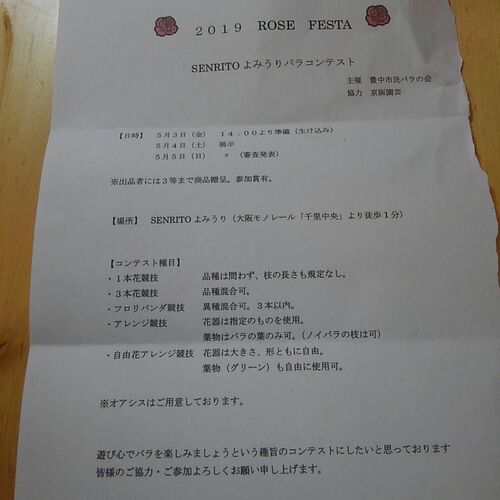 2019 ROSE FESTA
SENRITOよみうりバラコンテスト
主催 豊中市民バラの会
協力 京阪園芸
【日時】 5月3日(金) 14:00より準備(生け込み)
5月4日(土) 展示
5月5日(日) 〃 (審査発表)
※出品者には3等まで商品贈呈。参加賞有。
【場所】 SENRITOよみうり(大阪モノレール「千里中央」より徒歩1分)
【コンテスト種目】
・1本花競技 品種は問わず、枝の長さも規定なし。
・3本花競技 品種混合可。
・フロリバンダ競技 異種混合可。3本以内。
・アレンジ競技 花器は指定のものを使用。
葉物はバラの葉のみ可。(ノイバラの枝は可)
・自由花アレンジ競技 花器は大きさ、形ともに自由。
葉物(グリーン)も自由に使用可。
※オアシスはご用意しております。
遊び心でバラを楽しみましょうという趣旨のコンテストにしたいと思っております
皆様のご協力・ご参加よろしくお願い申し上げます。